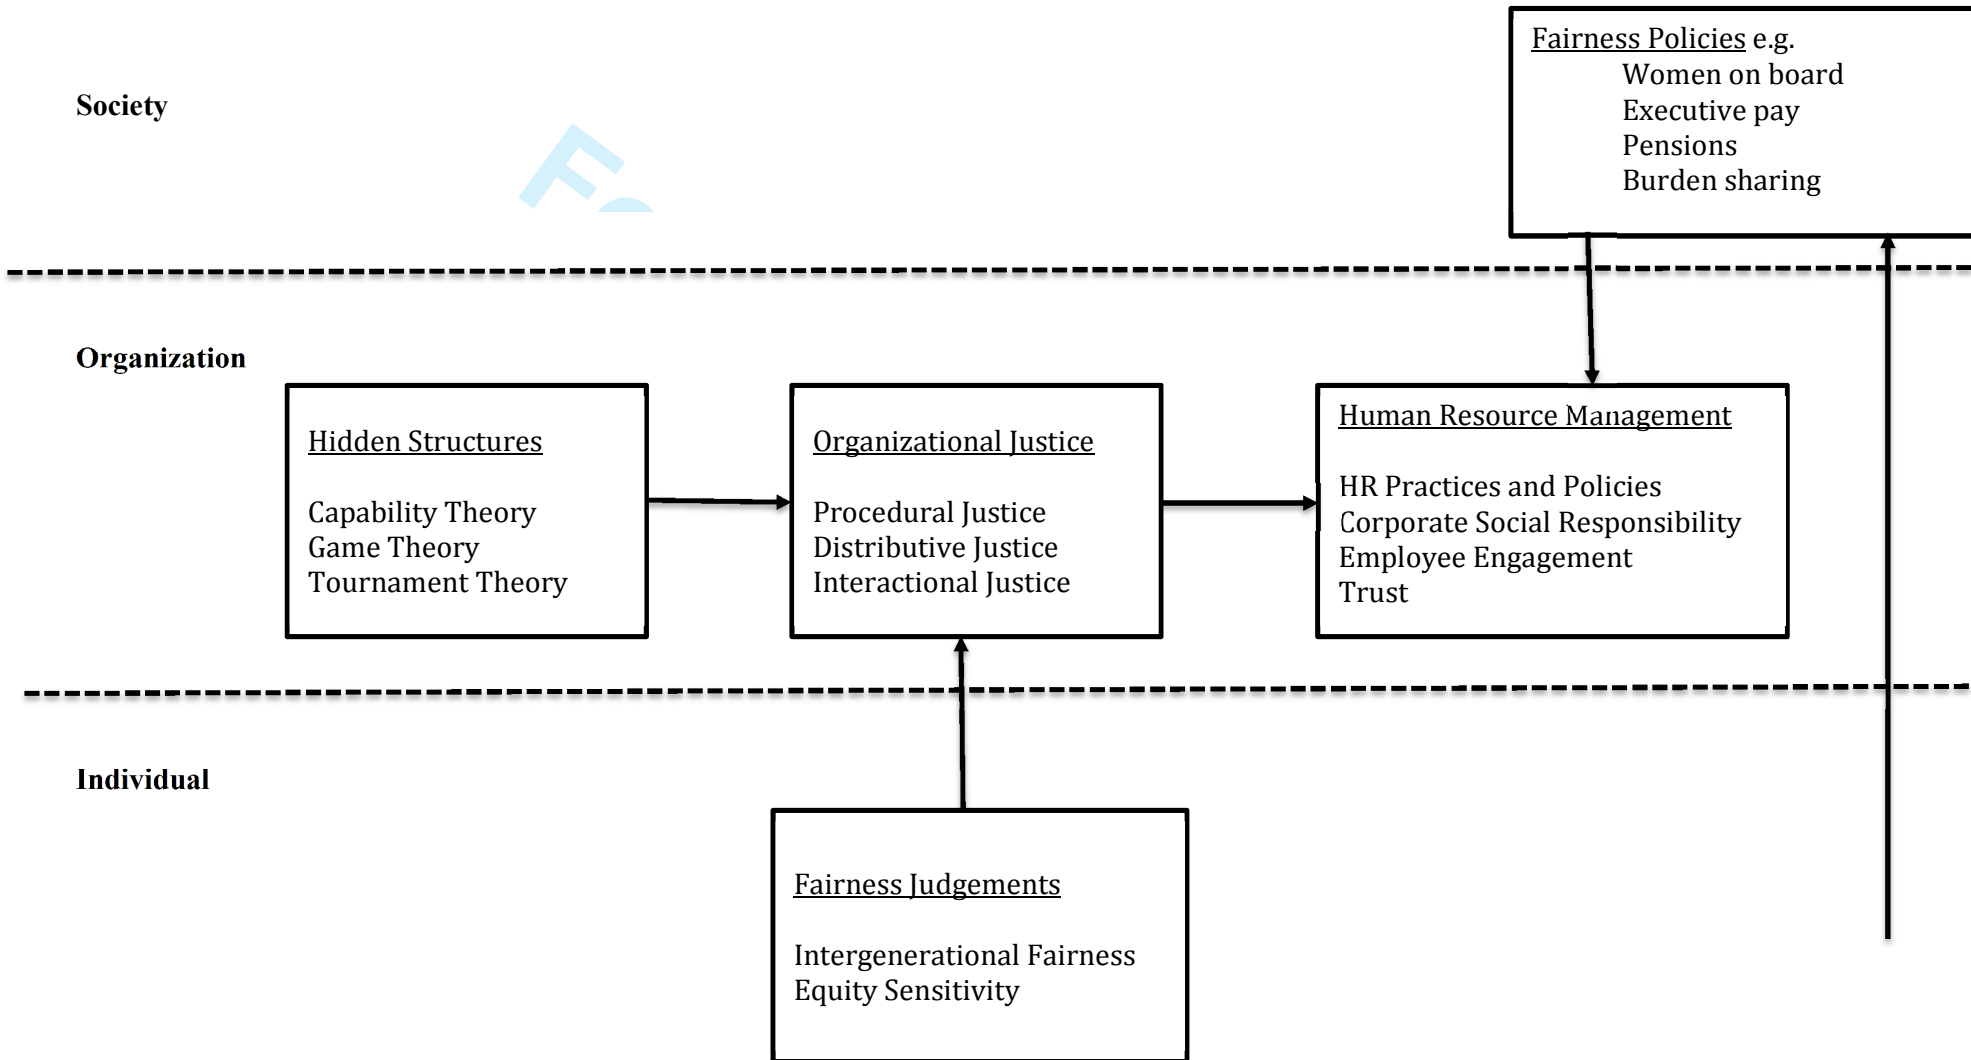 Fairness Policies e.g.
Women on board
Executive pay
Pensions
Burden sharing
Society
Organization
Hidden Structures
Capability Theory
Game Theory
Tournament Theory
Organizational Justice
Procedural Justice
Distributive Justice
Interactional Justice
Human Resource Management
HR Practices and Policies
Corporate Social Responsibility
Employee Engagement
Trust
Individual
Fairness Judgements
Intergenerational Fairness
Equity Sensitivity